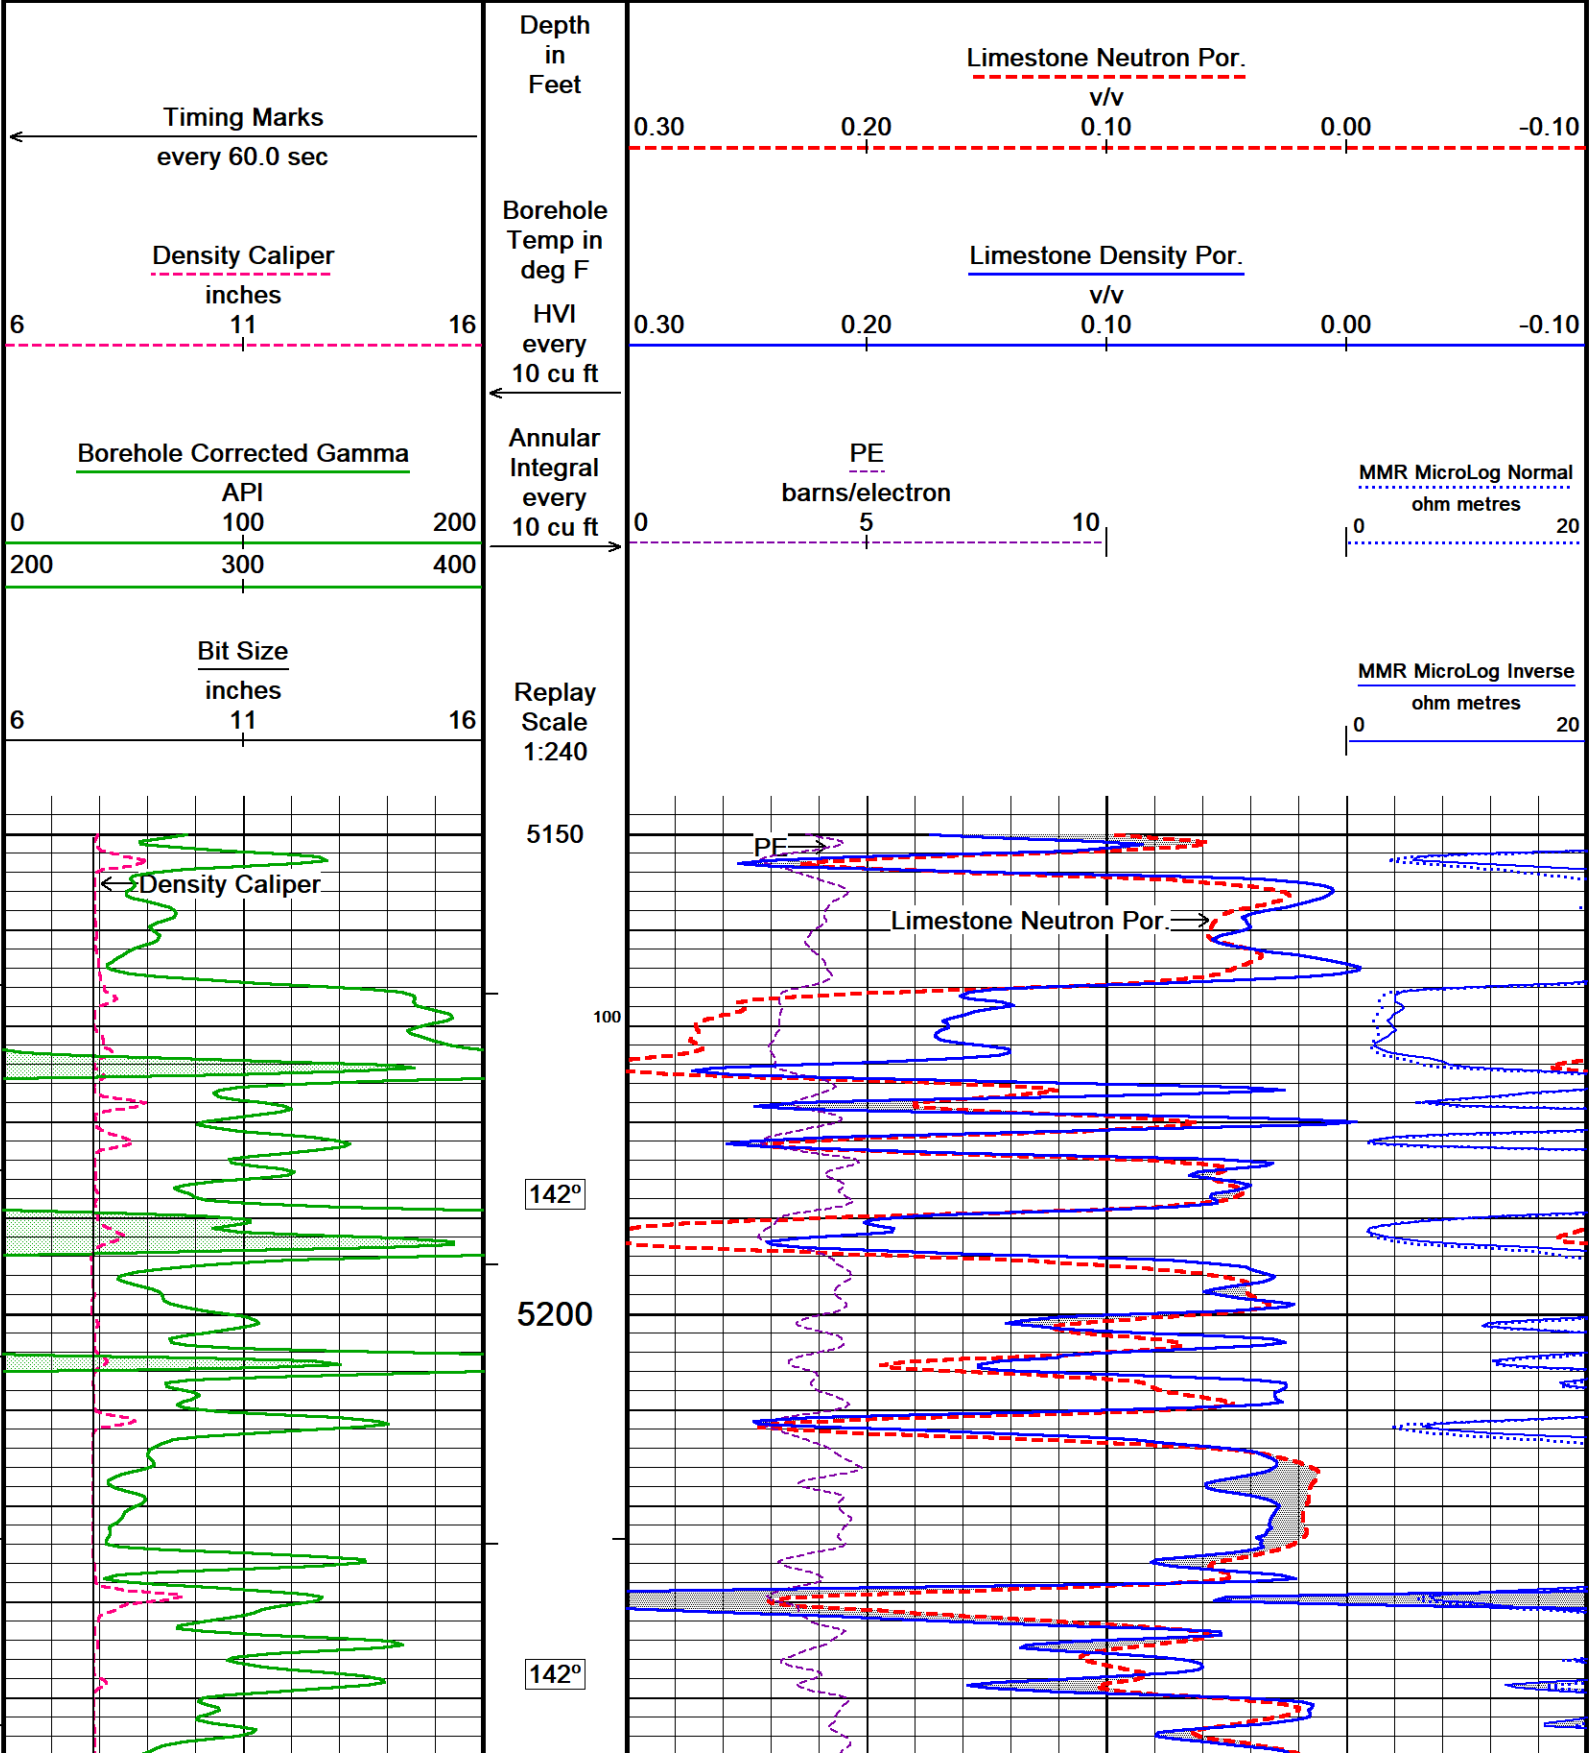 Timing Marks
every 60.0 sec
Density Caliper
inches
6 11 16
Borehole Corrected Gamma
API
0 100 200
200 300 400
Bit Size
inches
6 11 16
Depth
in
Feet
Borehole
Temp in
deg F
HVI
every
10 cu ft
Annular
Integral
every
10 cu ft
Replay
Scale
1:240
Limestone Neutron Por.
v/v
0.30 0.20 0.10 0.00 -0.10
Limestone Density Por.
v/v
0.30 0.20 0.10 0.00 -0.10
PE
barns/electron
0 5 10
MMR MicroLog Normal
ohm metres
0 20
MMR MicroLog Inverse
ohm metres
0 20
5150
PE
Density Caliper
Limestone Neutron Por.
100
142º
5200
142º